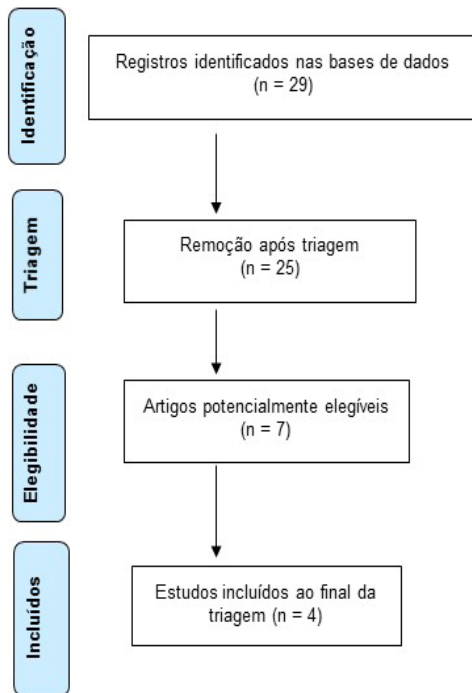 Identificação
Registros identificados nas bases de dados
(n = 29)
Triagem
Remoção após triagem
(n = 25)
Elegibilidade
Artigos potencialmente elegíveis
(n = 7)
Incluídos
Estudos incluídos ao final da
triagem (n = 4)